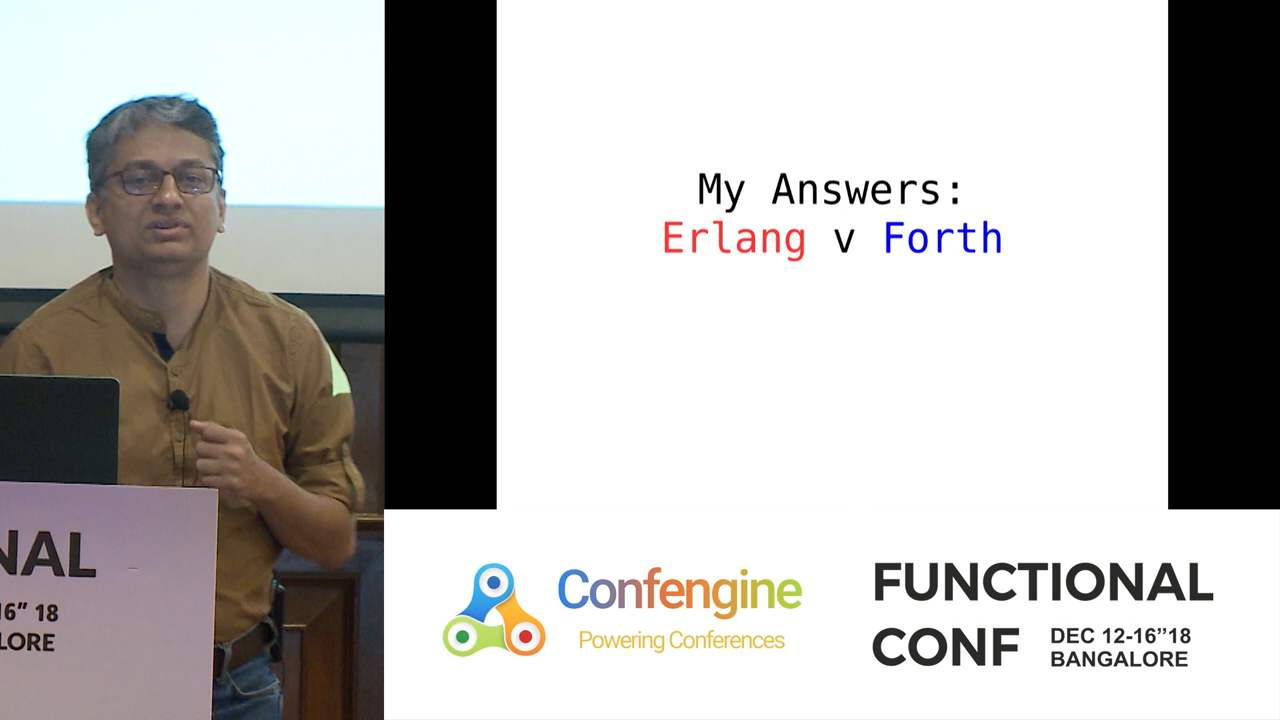 My Answers:
Erlang v Forth
NAL
16” 18
LORE
Confengine
Powering Conferences
FUNCTIONAL
CONF
DEC 12-16”18
BANGALORE